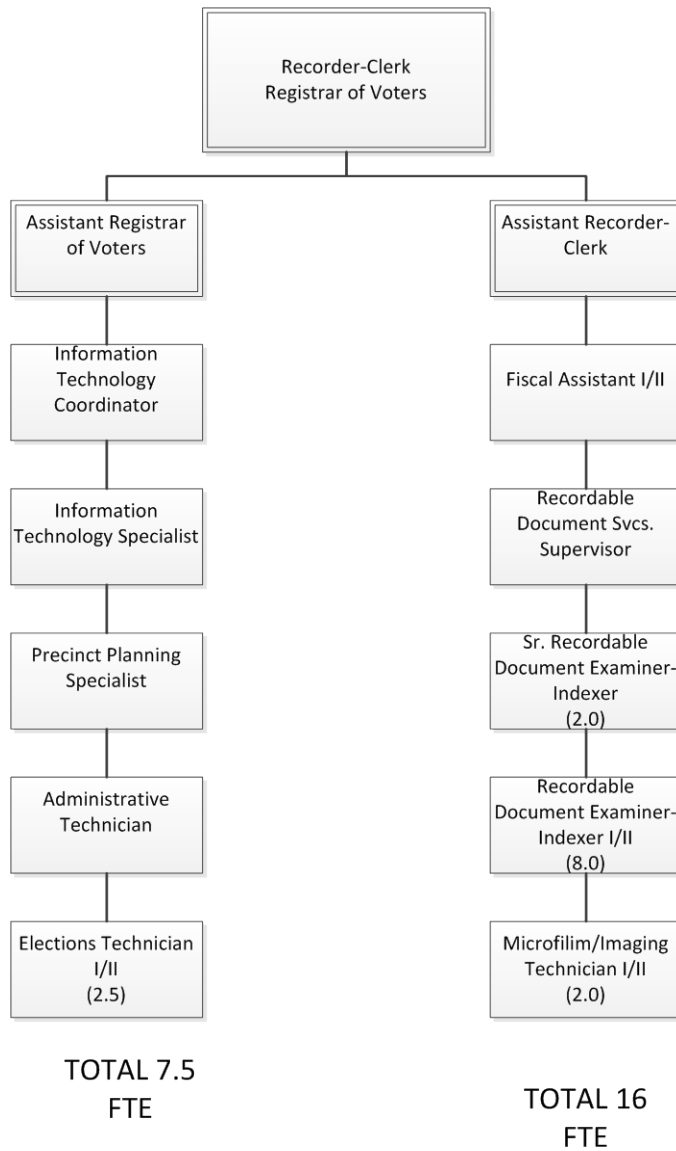 Recorder-Clerk
Registrar of Voters
Assistant Registrar
of Voters
Information
Technology
Coordinator
Information
Technology Specialist
Precinct Planning
Specialist
Administrative
Technician
Elections Technician
I/II
(2.5)
TOTAL 7.5
FTE
Assistant Recorder-
Clerk
Fiscal Assistant I/II
Recordable
Document Svcs.
Supervisor
Sr. Recordable
Document Examiner-
Indexer
(2.0)
Recordable
Document Examiner-
Indexer I/II
(8.0)
Microfilim/Imaging
Technician I/II
(2.0)
TOTAL 16
FTE